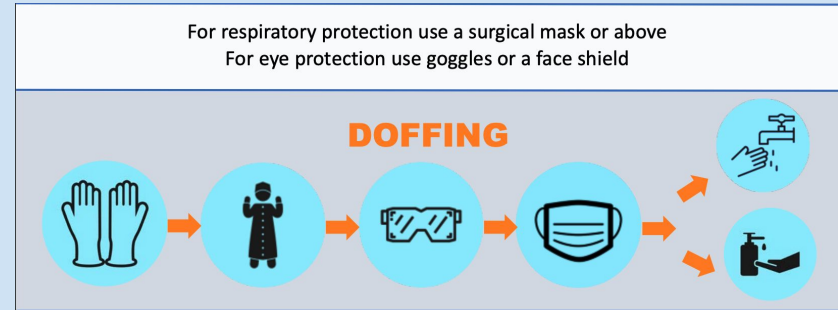 For respiratory protection use a surgical mask or above
For eye protection use goggles or a face shield
DOFFING